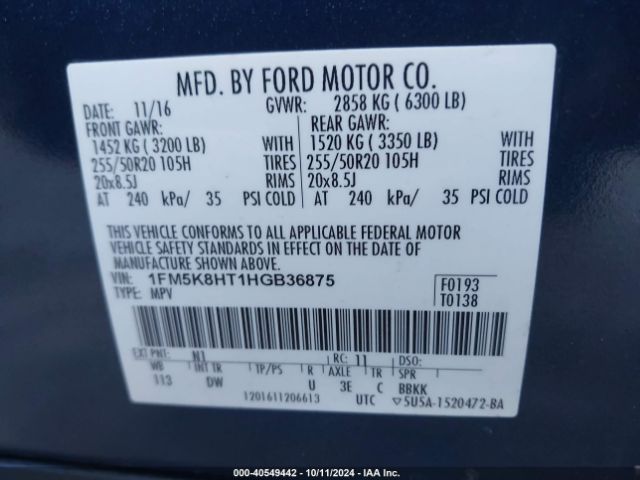 MFD. BY FORD MOTOR CO.
DATE: 11/16 GVWR: 2858 KG ( 6300 LB)
FRONT GAWR: REAR GAWR:
1452 KG ( 3200 LB) WITH 1520 KG ( 3350 LB) WITH
255/50R20 105H TIRES 255/50R20 105H TIRES
20x8.5J RIMS 20x8.5J RIMS
AT 240 kPa/ 35 PSI COLD AT 240 kPa/ 35 PSI COLD
THIS VEHICLE CONFORMS TO ALL APPLICABLE FEDERAL MOTOR
VEHICLE SAFETY STANDARDS IN EFFECT ON THE DATE OF
MANUFACTURE SHOWN ABOVE.
VIN: 1FM5K8HT1HGB36875 F0193
TYPE: MPV T0138
EXT PNT: N1 RC: 11 DSO:
WB INT TR TP/PS R AXLE TR SPR
113 DW U 3E C BBKK
1201611206613 UTC ▽5U5A-1520472-BA
© COPY - 40549442 - 10/11/2024 - IAA Inc.